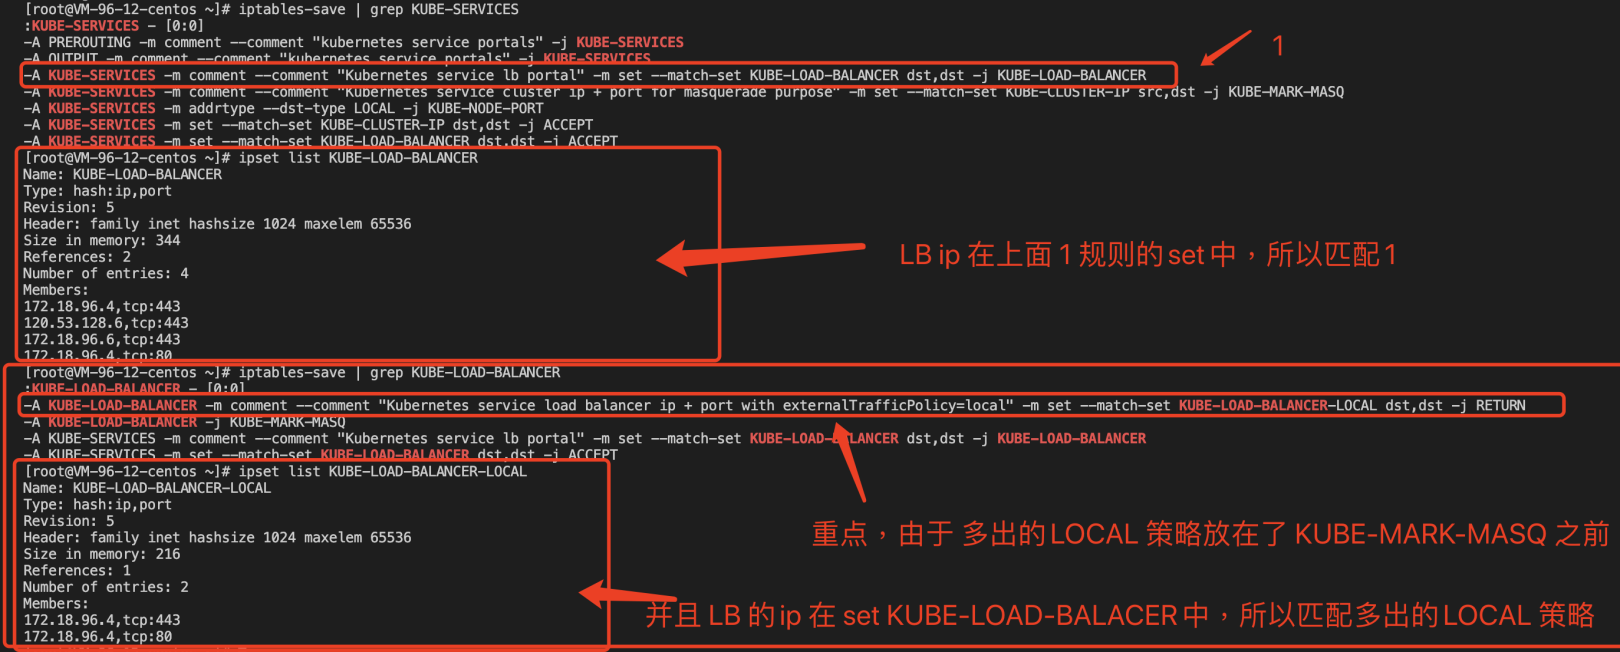 [root@VM-96-12-centos ~]# iptables-save | grep KUBE-SERVICES
:KUBE-SERVICES - [0:0]
-A PREROUTING -m comment --comment "kubernetes service portals" -j KUBE-SERVICES
-A OUTPUT -m comment --comment "kubernetes service portals" -j KUBE-SERVICES
1
-A KUBE-SERVICES -m comment --comment "Kubernetes service lb portal" -m set --match-set KUBE-LOAD-BALANCER dst,dst -j KUBE-LOAD-BALANCER
-A KUBE-SERVICES -m comment --comment "Kubernetes service cluster ip + port for masquerade purpose" -m set --match-set KUBE-CLUSTER-IP src,dst -j KUBE-MARK-MASQ
-A KUBE-SERVICES -m addrtype --dst-type LOCAL -j KUBE-NODE-PORT
-A KUBE-SERVICES -m set --match-set KUBE-CLUSTER-IP dst,dst -j ACCEPT
-A KUBE-SERVICES -m set --match-set KUBE-LOAD-BALANCER dst,dst -j ACCEPT
[root@VM-96-12-centos ~]# ipset list KUBE-LOAD-BALANCER
Name: KUBE-LOAD-BALANCER
Type: hash:ip,port
Revision: 5
Header: family inet hashsize 1024 maxelem 65536
Size in memory: 344
References: 2
Number of entries: 4
Members:
172.18.96.4,tcp:443
120.53.128.6,tcp:443
172.18.96.6,tcp:443
172.18.96.4,tcp:80
LB ip 在上面 1 规则的 set 中，所以匹配 1
[root@VM-96-12-centos ~]# iptables-save | grep KUBE-LOAD-BALANCER
:KUBE-LOAD-BALANCER - [0:0]
-A KUBE-LOAD-BALANCER -m comment --comment "Kubernetes service load balancer ip + port with externalTrafficPolicy=local" -m set --match-set KUBE-LOAD-BALANCER-LOCAL dst,dst -j RETURN
-A KUBE-LOAD-BALANCER -j KUBE-MARK-MASQ
-A KUBE-SERVICES -m comment --comment "Kubernetes service lb portal" -m set --match-set KUBE-LOAD-BALANCER dst,dst -j KUBE-LOAD-BALANCER
-A KUBE-SERVICES -m set --match-set KUBE-LOAD-BALANCER dst,dst -j ACCEPT
[root@VM-96-12-centos ~]# ipset list KUBE-LOAD-BALANCER-LOCAL
Name: KUBE-LOAD-BALANCER-LOCAL
Type: hash:ip,port
Revision: 5
Header: family inet hashsize 1024 maxelem 65536
Size in memory: 216
References: 1
Number of entries: 2
Members:
172.18.96.4,tcp:443
172.18.96.4,tcp:80
重点，由于 多出的 LOCAL 策略放在了 KUBE-MARK-MASQ 之前
并且 LB 的 ip 在 set KUBE-LOAD-BALACER 中，所以匹配多出的 LOCAL 策略